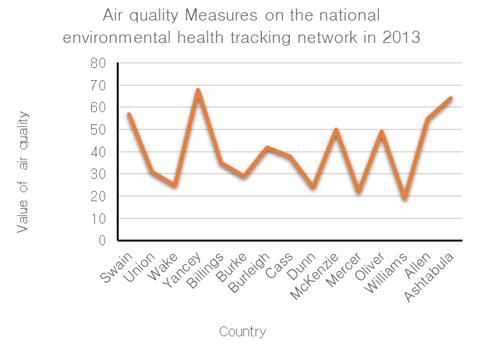 Air quality Measures on the national
environmental health tracking network in 2013
Value of air quality
80
70
60
50
40
30
20
10
0
Swain
Union
Wake
Yancey
Billings
Burke
Burleigh
Cass
Dunn
McKenzie
Mercer
Oliver
Williams
Allen
Ashtabula
Country